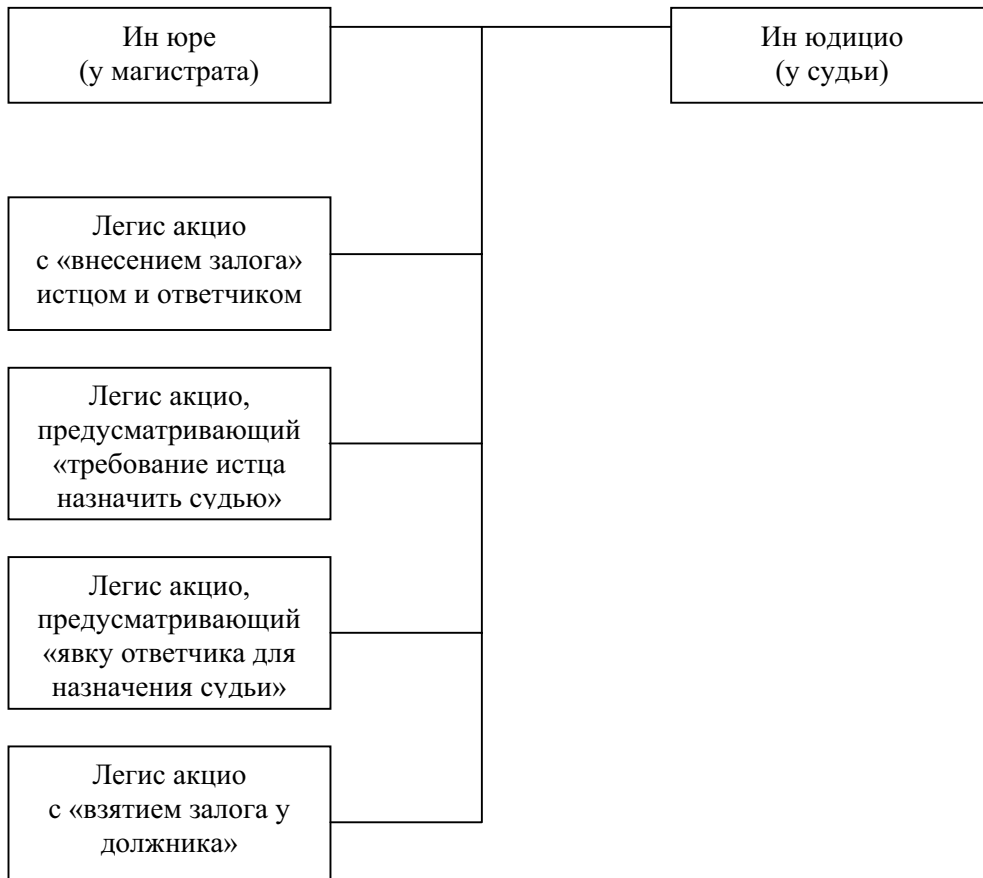 Ин юре
(у магистрата)
Ин юдицио
(у судьи)
Легис акцио
с «внесением залога»
истцом и ответчиком
Легис акцио,
предусматривающий
«требование истца
назначить судью»
Легис акцио,
предусматривающий
«явку ответчика для
назначения судьи»
Легис акцио
с «взятием залога у
должника»